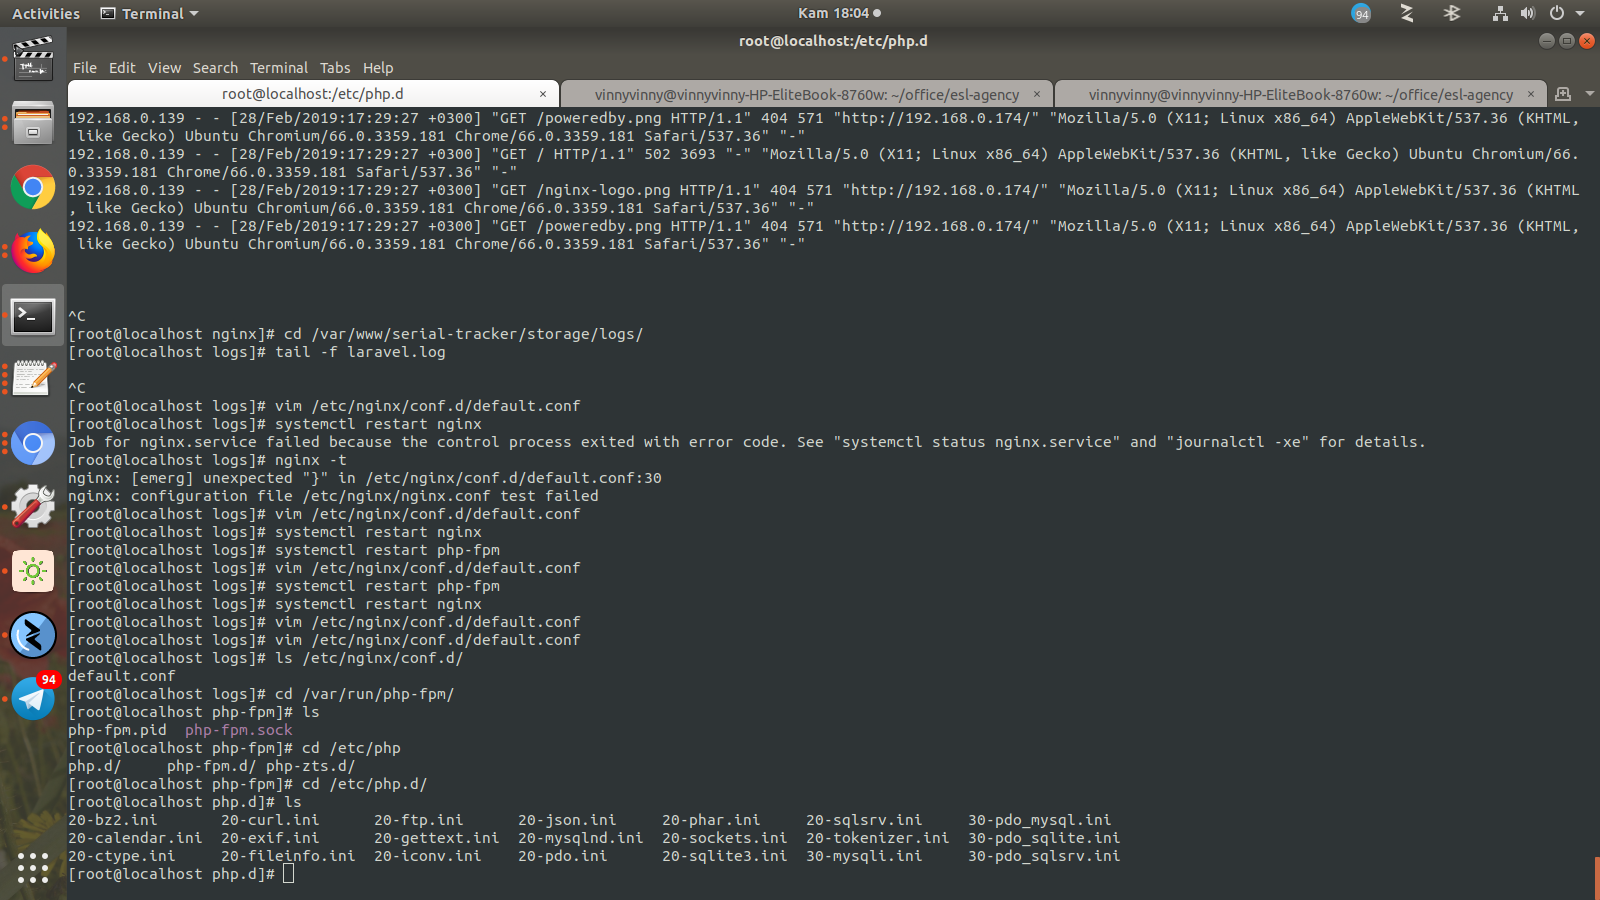 Activities Terminal Kam 18:04 94
root@localhost:/etc/php.d
File Edit View Search Terminal Tabs Help
root@localhost:/etc/php.d × vinnyvinny@vinnyvinny-HP-EliteBook-8760w: ~/office/esl-agency × vinnyvinny@vinnyvinny-HP-EliteBook-8760w: ~/office/esl-agency ×
192.168.0.139 - - [28/Feb/2019:17:29:27 +0300] "GET /poweredby.png HTTP/1.1" 404 571 "http://192.168.0.174/" "Mozilla/5.0 (X11; Linux x86_64) AppleWebKit/537.36 (KHTML,
 like Gecko) Ubuntu Chromium/66.0.3359.181 Chrome/66.0.3359.181 Safari/537.36" "-"
192.168.0.139 - - [28/Feb/2019:17:29:27 +0300] "GET / HTTP/1.1" 502 3693 "-" "Mozilla/5.0 (X11; Linux x86_64) AppleWebKit/537.36 (KHTML, like Gecko) Ubuntu Chromium/66.
0.3359.181 Chrome/66.0.3359.181 Safari/537.36" "-"
192.168.0.139 - - [28/Feb/2019:17:29:27 +0300] "GET /nginx-logo.png HTTP/1.1" 404 571 "http://192.168.0.174/" "Mozilla/5.0 (X11; Linux x86_64) AppleWebKit/537.36 (KHTML
, like Gecko) Ubuntu Chromium/66.0.3359.181 Chrome/66.0.3359.181 Safari/537.36" "-"
192.168.0.139 - - [28/Feb/2019:17:29:27 +0300] "GET /poweredby.png HTTP/1.1" 404 571 "http://192.168.0.174/" "Mozilla/5.0 (X11; Linux x86_64) AppleWebKit/537.36 (KHTML,
 like Gecko) Ubuntu Chromium/66.0.3359.181 Chrome/66.0.3359.181 Safari/537.36" "-"
^C
[root@localhost nginx]# cd /var/www/serial-tracker/storage/logs/
[root@localhost logs]# tail -f laravel.log
^C
[root@localhost logs]# vim /etc/nginx/conf.d/default.conf
[root@localhost logs]# systemctl restart nginx
Job for nginx.service failed because the control process exited with error code. See "systemctl status nginx.service" and "journalctl -xe" for details.
[root@localhost logs]# nginx -t
nginx: [emerg] unexpected "}" in /etc/nginx/conf.d/default.conf:30
nginx: configuration file /etc/nginx/nginx.conf test failed
[root@localhost logs]# vim /etc/nginx/conf.d/default.conf
[root@localhost logs]# systemctl restart nginx
[root@localhost logs]# systemctl restart php-fpm
[root@localhost logs]# vim /etc/nginx/conf.d/default.conf
[root@localhost logs]# systemctl restart php-fpm
[root@localhost logs]# systemctl restart nginx
[root@localhost logs]# vim /etc/nginx/conf.d/default.conf
[root@localhost logs]# vim /etc/nginx/conf.d/default.conf
[root@localhost logs]# ls /etc/nginx/conf.d/
default.conf
[root@localhost logs]# cd /var/run/php-fpm/
[root@localhost php-fpm]# ls
php-fpm.pid php-fpm.sock
[root@localhost php-fpm]# cd /etc/php
php.d/ php-fpm.d/ php-zts.d/
[root@localhost php-fpm]# cd /etc/php.d/
[root@localhost php.d]# ls
20-bz2.ini 20-curl.ini 20-ftp.ini 20-json.ini 20-phar.ini 20-sqlsrv.ini 30-pdo_mysql.ini
20-calendar.ini 20-exif.ini 20-gettext.ini 20-mysqlnd.ini 20-sockets.ini 20-tokenizer.ini 30-pdo_sqlite.ini
20-ctype.ini 20-fileinfo.ini 20-iconv.ini 20-pdo.ini 20-sqlite3.ini 30-mysqli.ini 30-pdo_sqlsrv.ini
[root@localhost php.d]#
94